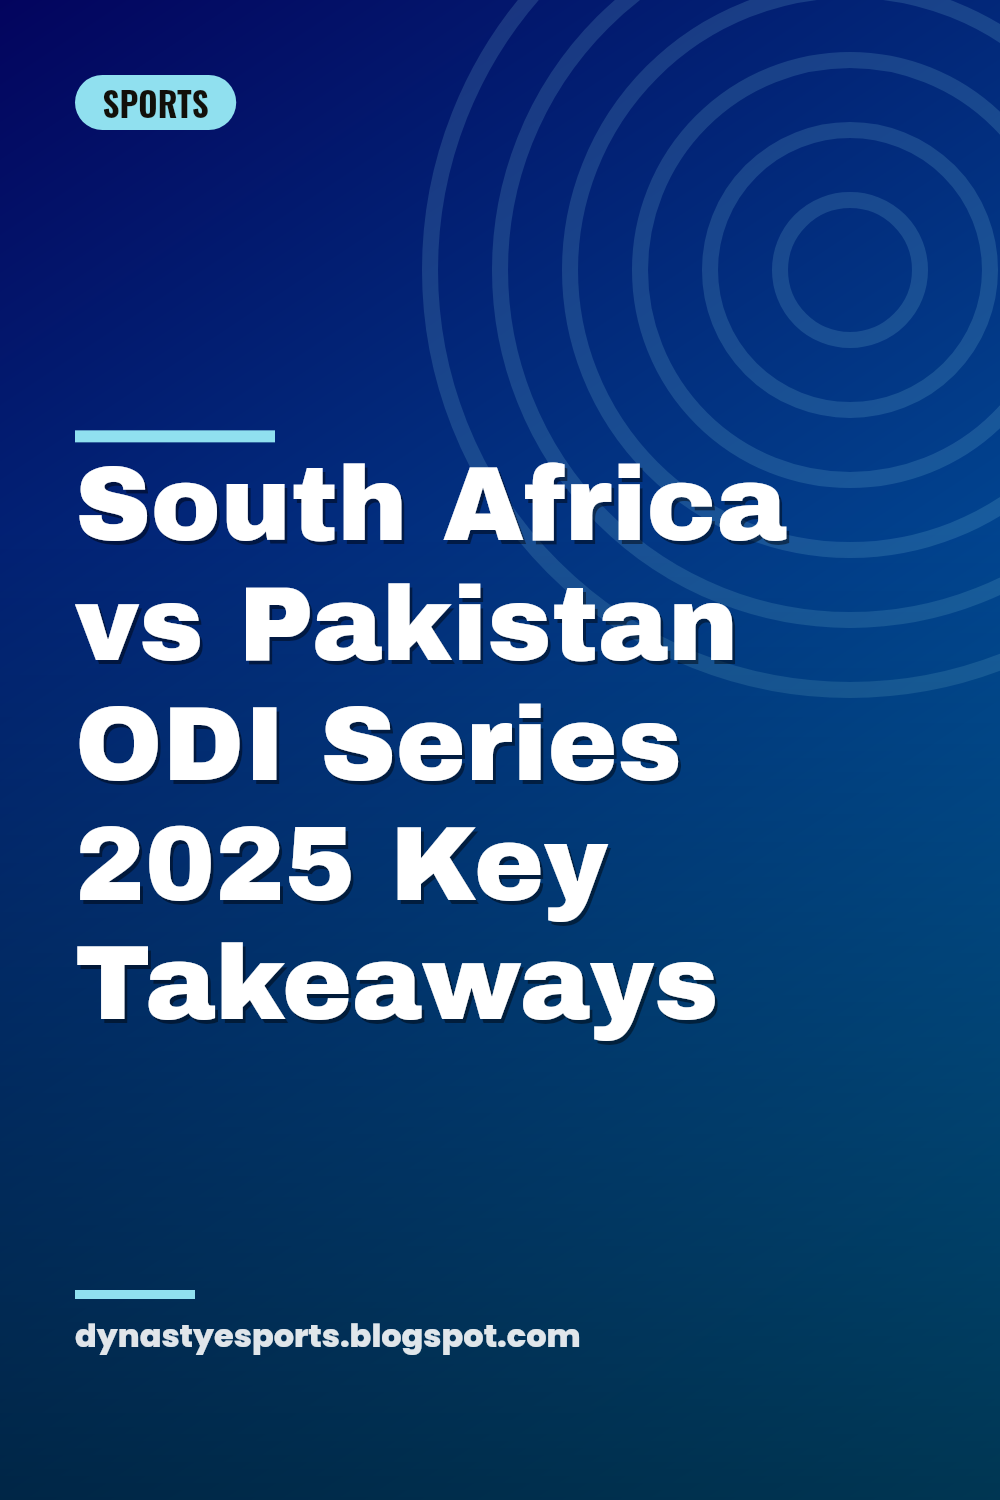 SPORTS
South Africa
vs Pakistan
ODI Series
2025 Key
Takeaways
dynastyesports.blogspot.com